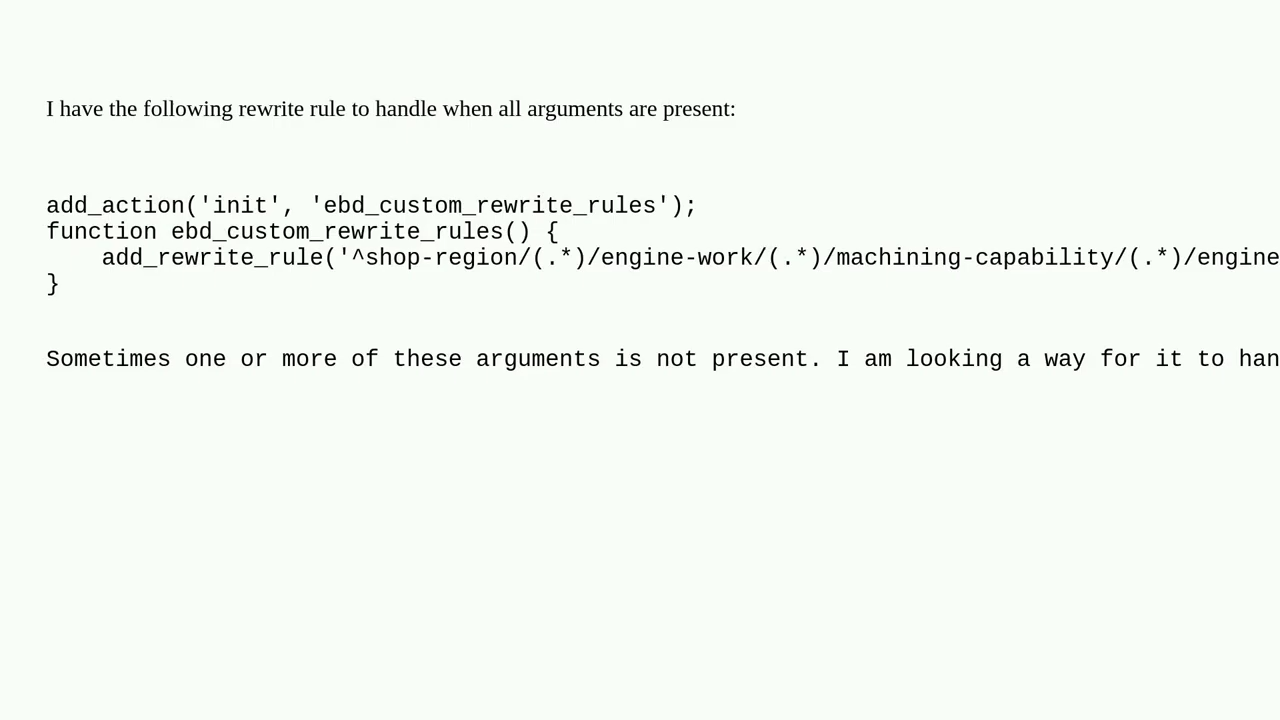 I have the following rewrite rule to handle when all arguments are present:
add_action('init', 'ebd_custom_rewrite_rules');
function ebd_custom_rewrite_rules() {
    add_rewrite_rule('^shop-region/(.*)/engine-work/(.*)/machining-capability/(.*)/engine
}
Sometimes one or more of these arguments is not present. I am looking a way for it to han